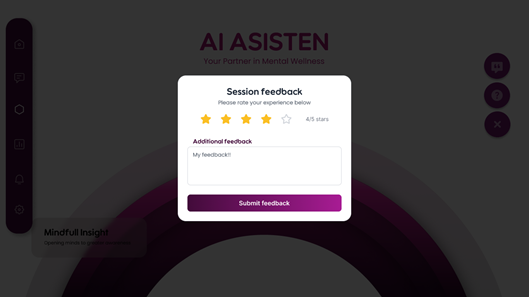 AI ASISTEN
Your Partner in Mental Wellness
Session feedback
Please rate your experience below
4/5 stars
Additional feedback
My feedback!!
Submit feedback
Mindfull Insight